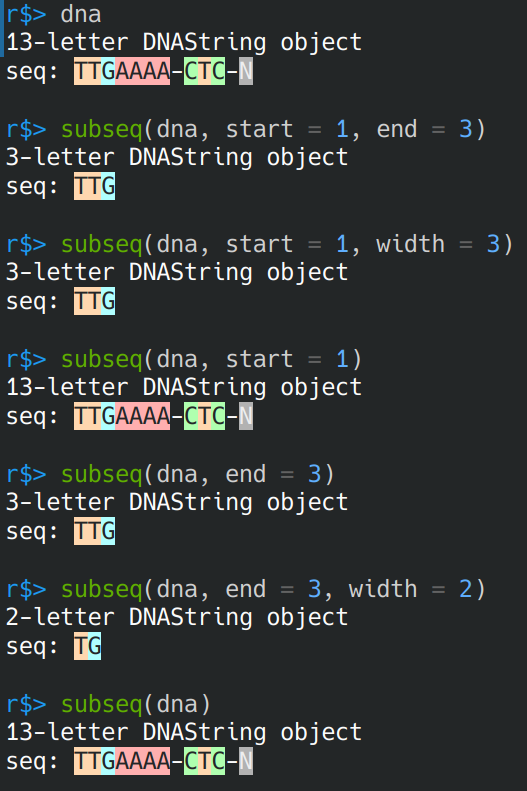 r$> dna
13-letter DNAString object
seq: TTGAAAA-CTC-N
r$> subseq(dna, start = 1, end = 3)
3-letter DNAString object
seq: TTG
r$> subseq(dna, start = 1, width = 3)
3-letter DNAString object
seq: TTG
r$> subseq(dna, start = 1)
13-letter DNAString object
seq: TTGAAAA-CTC-N
r$> subseq(dna, end = 3)
3-letter DNAString object
seq: TTG
r$> subseq(dna, end = 3, width = 2)
2-letter DNAString object
seq: TG
r$> subseq(dna)
13-letter DNAString object
seq: TTGAAAA-CTC-N